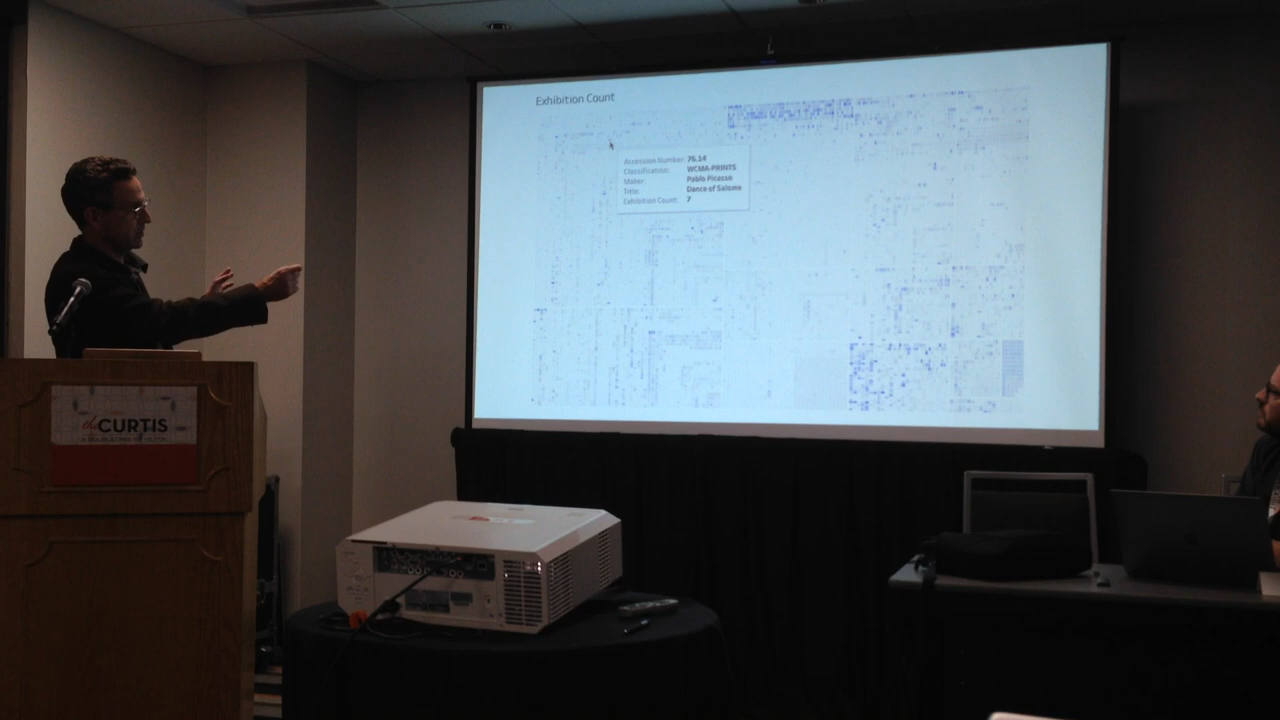 Exhibition Count
Accession Number: 76.14
Classification: WCMA-PRINTS
Maker: Pablo Picasso
Title: Dance of Salome
Exhibition Count: 7
the CURTIS